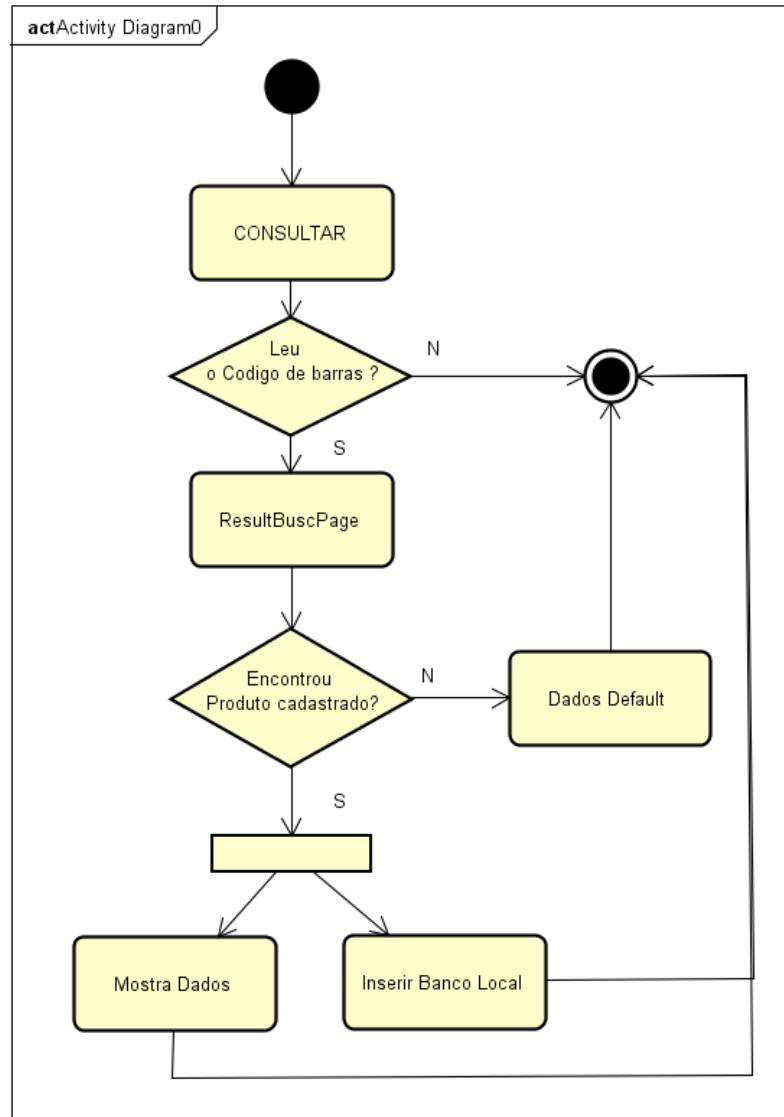 actActivity Diagram0
CONSULTAR
Leu
o Codigo de barras ?
N
S
ResultBuscPage
Encontrou
Produto cadastrado?
N
Dados Default
S
Mostra Dados
Inserir Banco Local